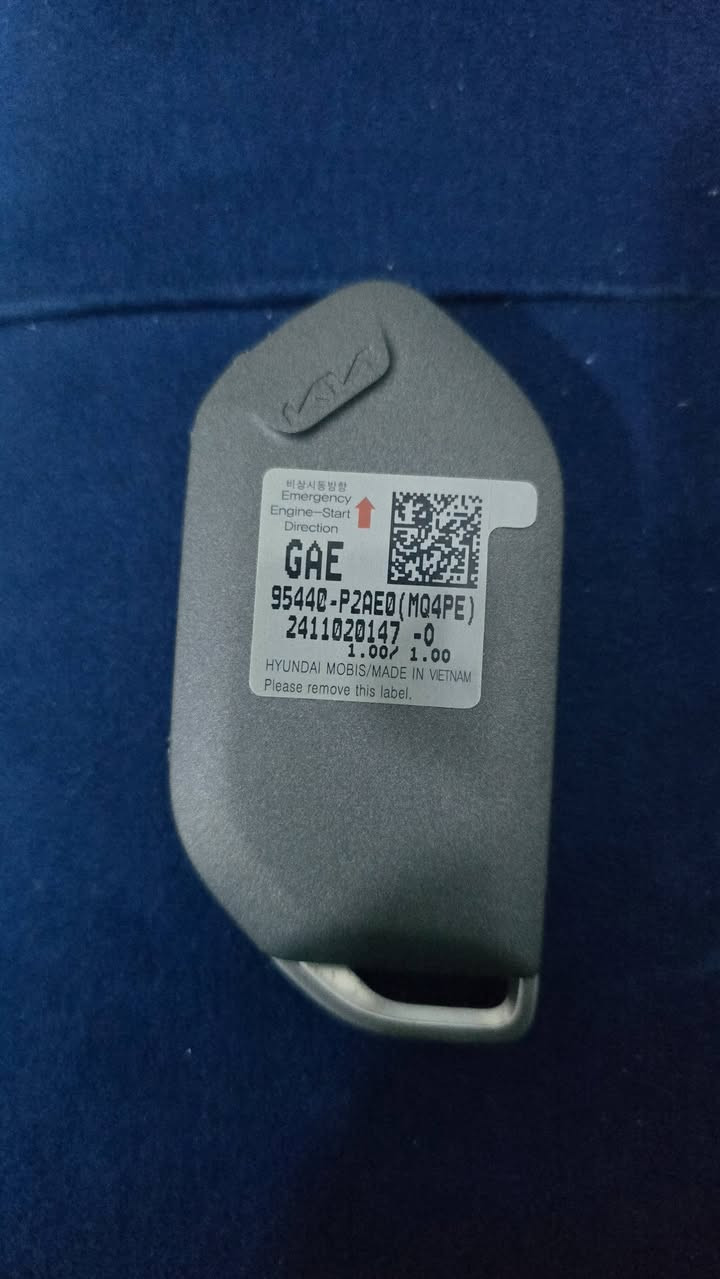 KIA
비상시동방향
Emergency
Engine-Start
Direction
GAE
95440-P2AE0(MQ4PE)
2411020147 -0
1.00/ 1.00
HYUNDAI MOBIS/MADE IN VIETNAM
Please remove this label.